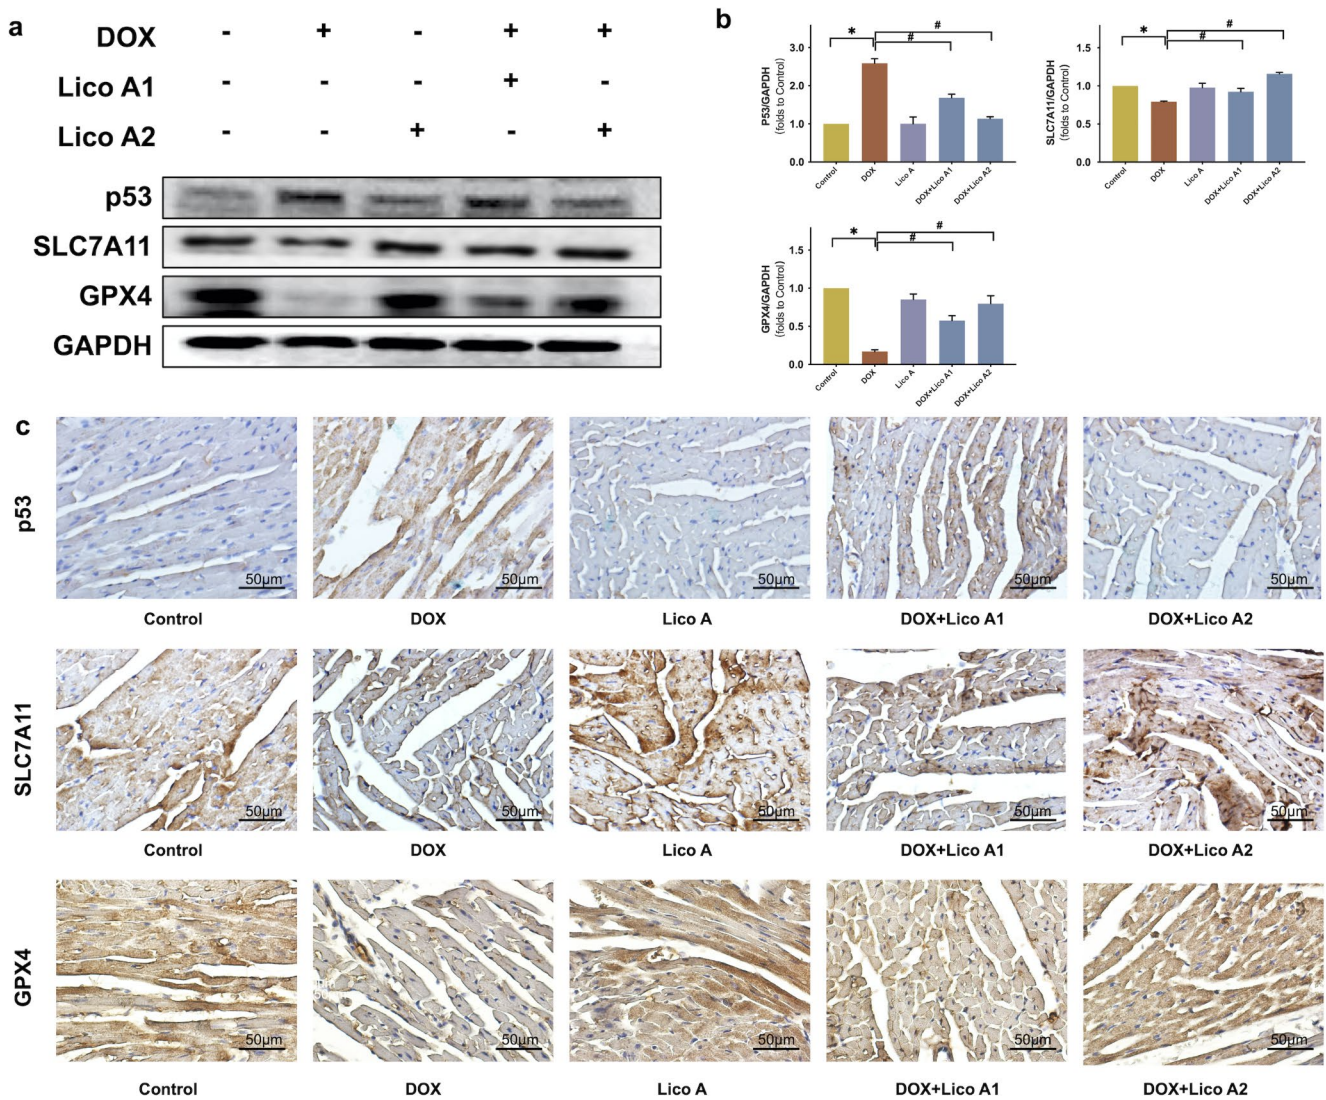 a
DOX - + - + +
Lico A1 - - - + -
Lico A2 - - + - +
p53
SLC7A11
GPX4
GAPDH
b
P53/GAPDH
(folds to Control)
3.0
2.0
1.0
0.0
* # #
Control DOX Lico A DOX+Lico A1 DOX+Lico A2
SLC7A11/GAPDH
(folds to Control)
1.5
1.0
0.5
0.0
* # #
Control DOX Lico A DOX+Lico A1 DOX+Lico A2
GPX4/GAPDH
(folds to Control)
1.5
1.0
0.5
0.0
* # #
Control DOX Lico A DOX+Lico A1 DOX+Lico A2
c
p53
50μm 50μm 50μm 50μm 50μm
Control DOX Lico A DOX+Lico A1 DOX+Lico A2
SLC7A11
50μm 50μm 50μm 50μm 50μm
Control DOX Lico A DOX+Lico A1 DOX+Lico A2
GPX4
50μm 50μm 50μm 50μm 50μm
Control DOX Lico A DOX+Lico A1 DOX+Lico A2